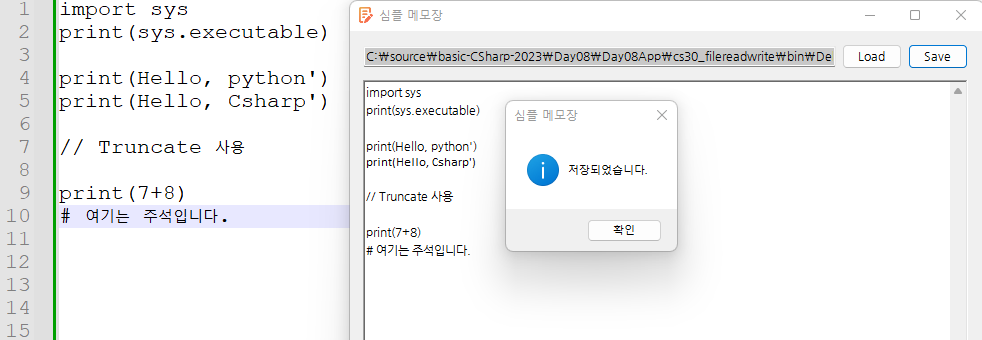 1 import sys
2 print(sys.executable)
3
4 print(Hello, python')
5 print(Hello, Csharp')
6
7 // Truncate 사용
8
9 print(7+8)
10 # 여기는 주석입니다.
11
12
13
14
15
심플 메모장
C:₩source₩basic-CSharp-2023₩Day08₩Day08App₩cs30_filereadwrite₩bin₩De Load Save
import sys
print(sys.executable)
print(Hello, python')
print(Hello, Csharp')
// Truncate 사용
print(7+8)
# 여기는 주석입니다.
심플 메모장
저장되었습니다.
확인